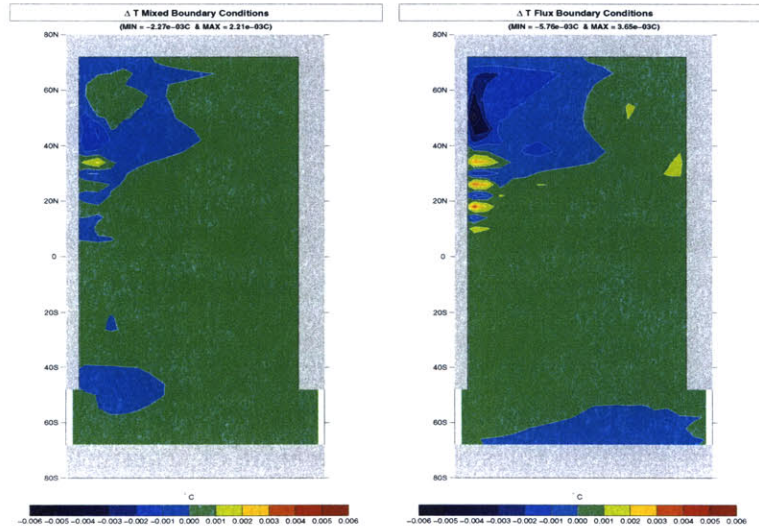 Δ T Mixed Boundary Conditions
(MIN = −2.27e−03C & MAX = 2.21e−03C)
80N
60N
40N
20N
0
20S
40S
60S
80S
°C
−0.006 −0.005 −0.004 −0.003 −0.002 −0.001 0.000 0.001 0.002 0.003 0.004 0.005 0.006
Δ T Flux Boundary Conditions
(MIN = −5.76e−03C & MAX = 3.65e−03C)
80N
60N
40N
20N
0
20S
40S
60S
80S
°C
−0.006 −0.005 −0.004 −0.003 −0.002 −0.001 0.000 0.001 0.002 0.003 0.004 0.005 0.006